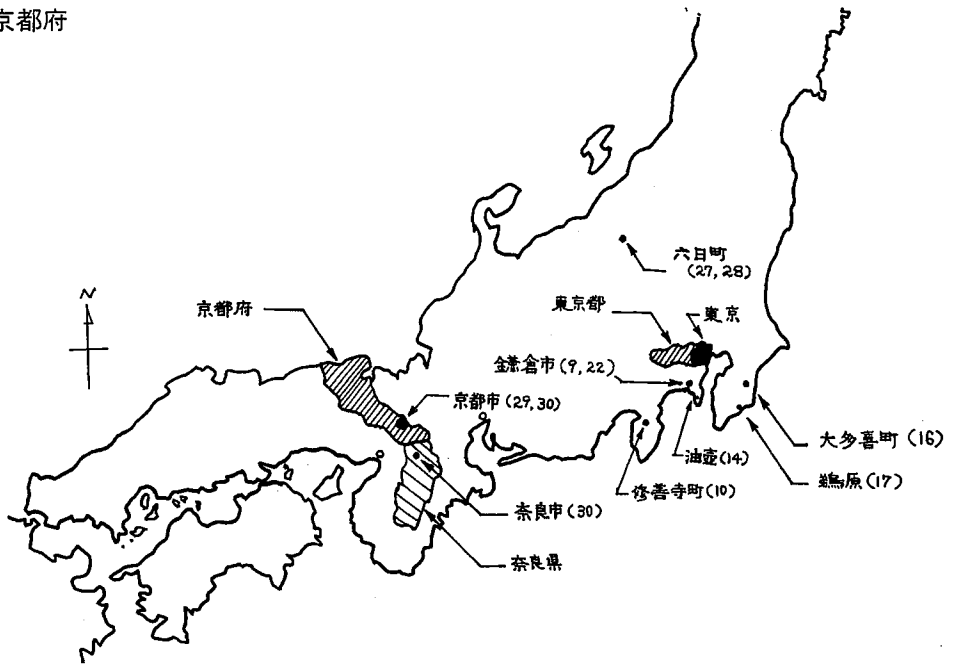 京都府
N
六日町
(27,28)
京都府
東京都
東京
鎌倉市(9,22)
京都市(29,30)
大多喜町(16)
油壺(14)
鵜原(17)
修善寺町(10)
奈良市(30)
奈良県